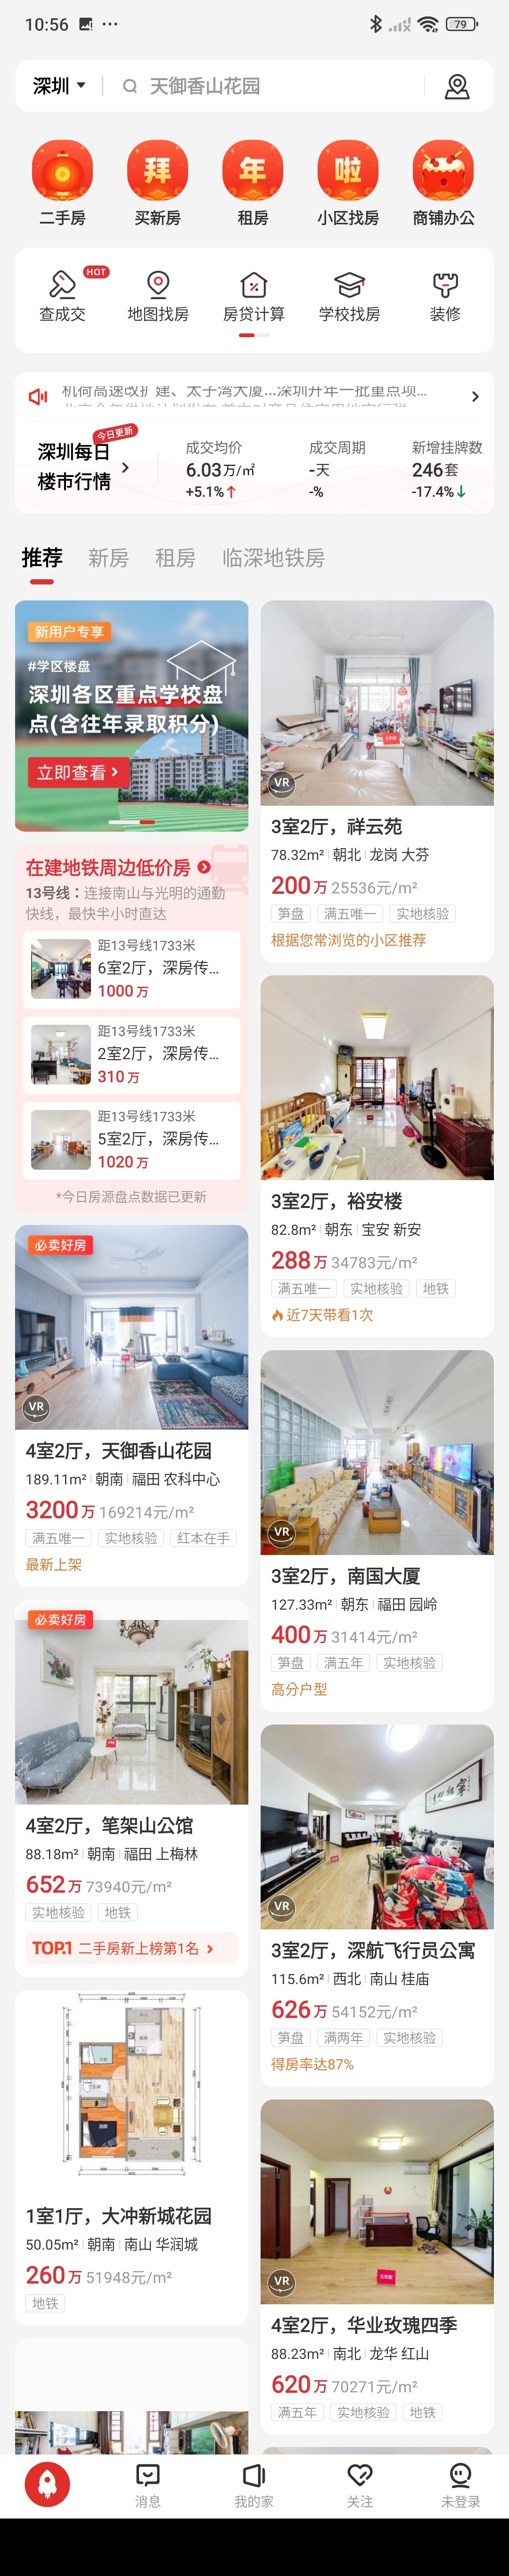 10:56
79
深圳
天御香山花园
拜
年
啦
二手房
买新房
租房
小区找房
商铺办公
HOT
查成交
地图找房
房贷计算
学校找房
装修
机荷高速改扩建、太子湾大厦...深圳开年一批重点项...
今日更新
深圳每日
楼市行情
成交均价
成交周期
新增挂牌数
6.03万/㎡
-天
246套
+5.1%↑
-%
-17.4%↓
推荐
新房
租房
临深地铁房
新用户专享
#学区楼盘
深圳各区重点学校盘
点(含往年录取积分)
立即查看
在建地铁周边低价房
13号线：连接南山与光明的通勤
快线，最快半小时直达
距13号线1733米
6室2厅，深房传...
1000万
距13号线1733米
2室2厅，深房传...
310万
距13号线1733米
5室2厅，深房传...
1020万
*今日房源盘点数据已更新
必卖好房
VR
4室2厅，天御香山花园
189.11m² 朝南 福田 农科中心
3200万 169214元/m²
满五唯一 实地核验 红本在手
最新上架
必卖好房
4室2厅，笔架山公馆
88.18m² 朝南 福田 上梅林
652万 73940元/m²
实地核验 地铁
TOP.1 二手房新上榜第1名
1室1厅，大冲新城花园
50.05m² 朝南 南山 华润城
260万 51948元/m²
地铁
VR
3室2厅，祥云苑
78.32m² 朝北 龙岗 大芬
200万 25536元/m²
笋盘 满五唯一 实地核验
根据您常浏览的小区推荐
3室2厅，裕安楼
82.8m² 朝东 宝安 新安
288万 34783元/m²
满五唯一 实地核验 地铁
近7天带看1次
VR
3室2厅，南国大厦
127.33m² 朝东 福田 园岭
400万 31414元/m²
笋盘 满五年 实地核验
高分户型
VR
3室2厅，深航飞行员公寓
115.6m² 西北 南山 桂庙
626万 54152元/m²
笋盘 满两年 实地核验
得房率达87%
VR
4室2厅，华业玫瑰四季
88.23m² 南北 龙华 红山
620万 70271元/m²
满五年 实地核验 地铁
消息
我的家
关注
未登录